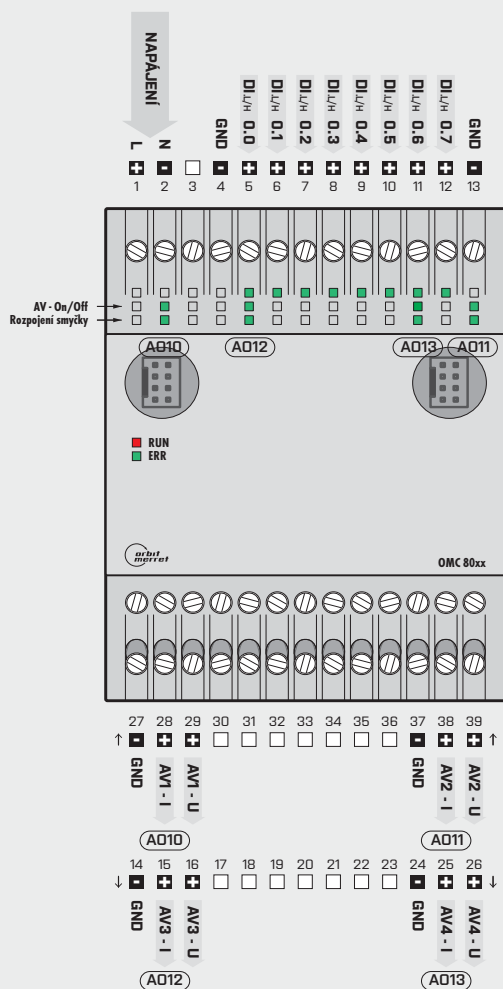 NAPÁJENÍ
L N GND DI L/H 0.0 DI L/H 0.1 DI L/H 0.2 DI L/H 0.3 DI L/H 0.4 DI L/H 0.5 DI L/H 0.6 DI L/H 0.7 GND
1 2 3 4 5 6 7 8 9 10 11 12 13
AV - On/Off
Rozpojení smyčky
AO10 AO12 AO13 AO11
RUN
ERR
orbit
merret
OMC 80xx
27 28 29 30 31 32 33 34 35 36 37 38 39
↑ ↑
GND AV1 - I AV1 - U GND AV2 - I AV2 - U
AO10 AO11
14 15 16 17 18 19 20 21 22 23 24 25 26
↓ ↓
GND AV3 - I AV3 - U GND AV4 - I AV4 - U
AO12 AO13